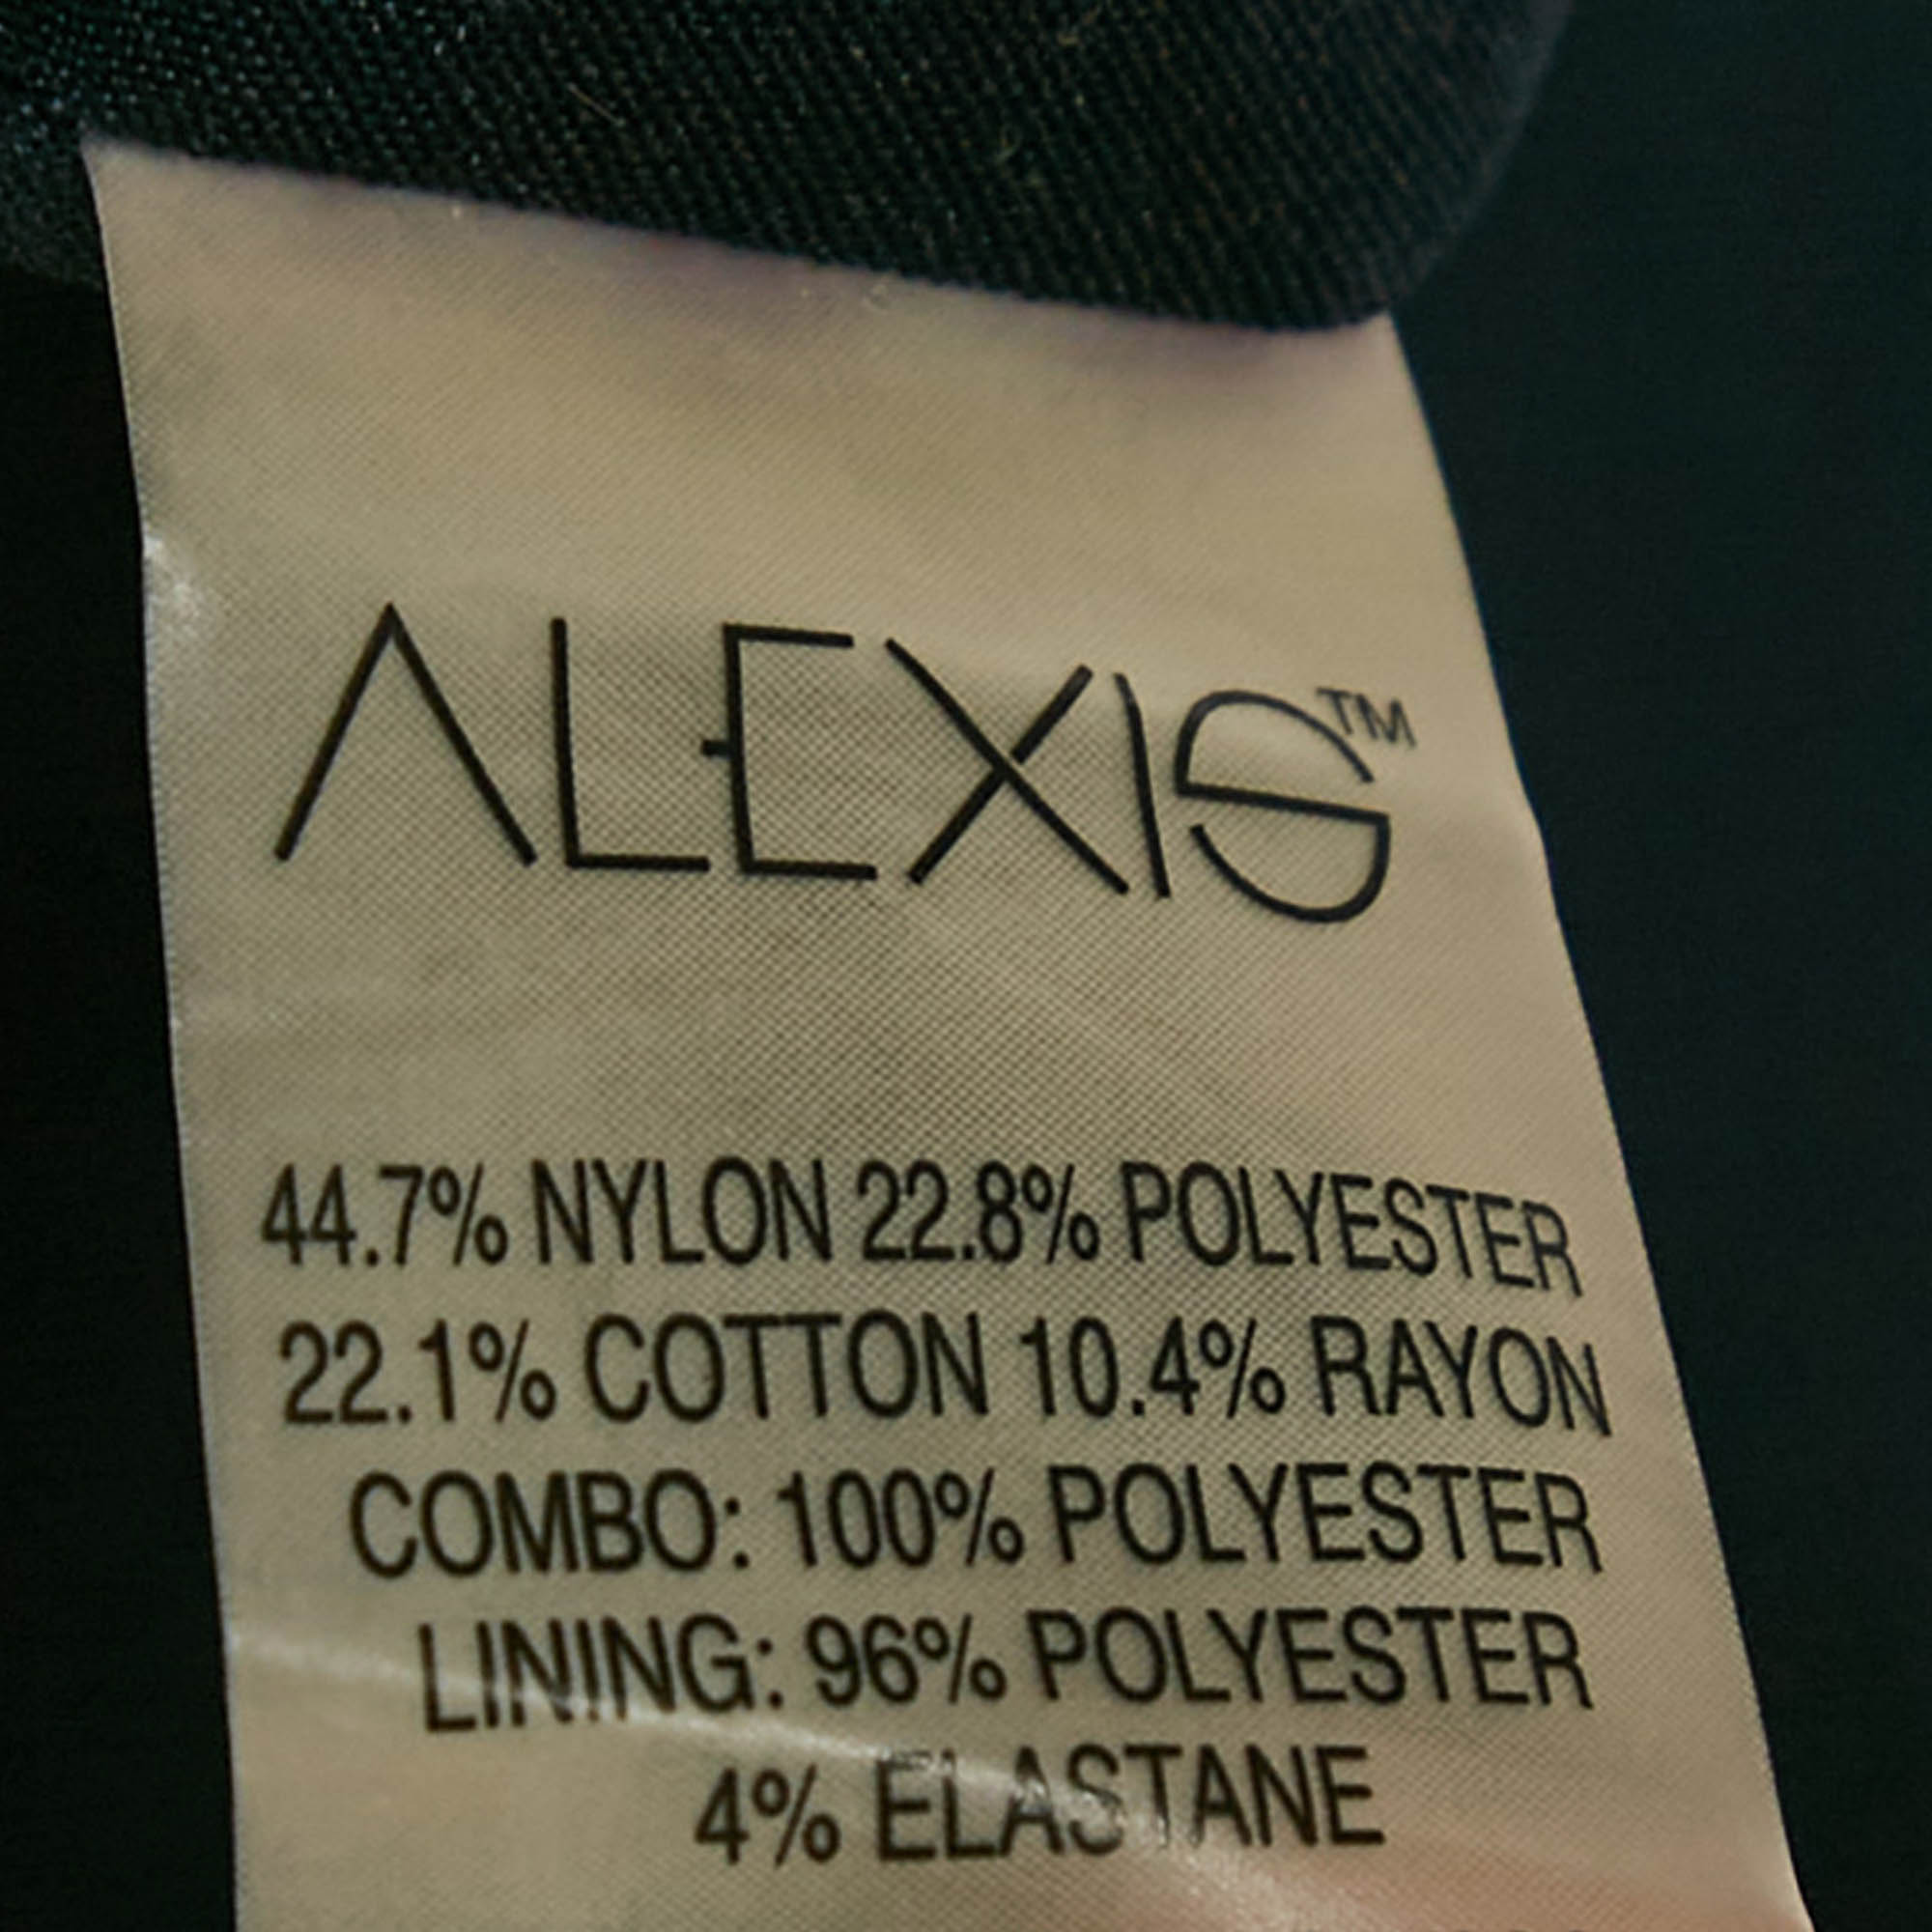 ALEXIS™
44.7% NYLON 22.8% POLYESTER
22.1% COTTON 10.4% RAYON
COMBO: 100% POLYESTER
LINING: 96% POLYESTER
4% ELASTANE